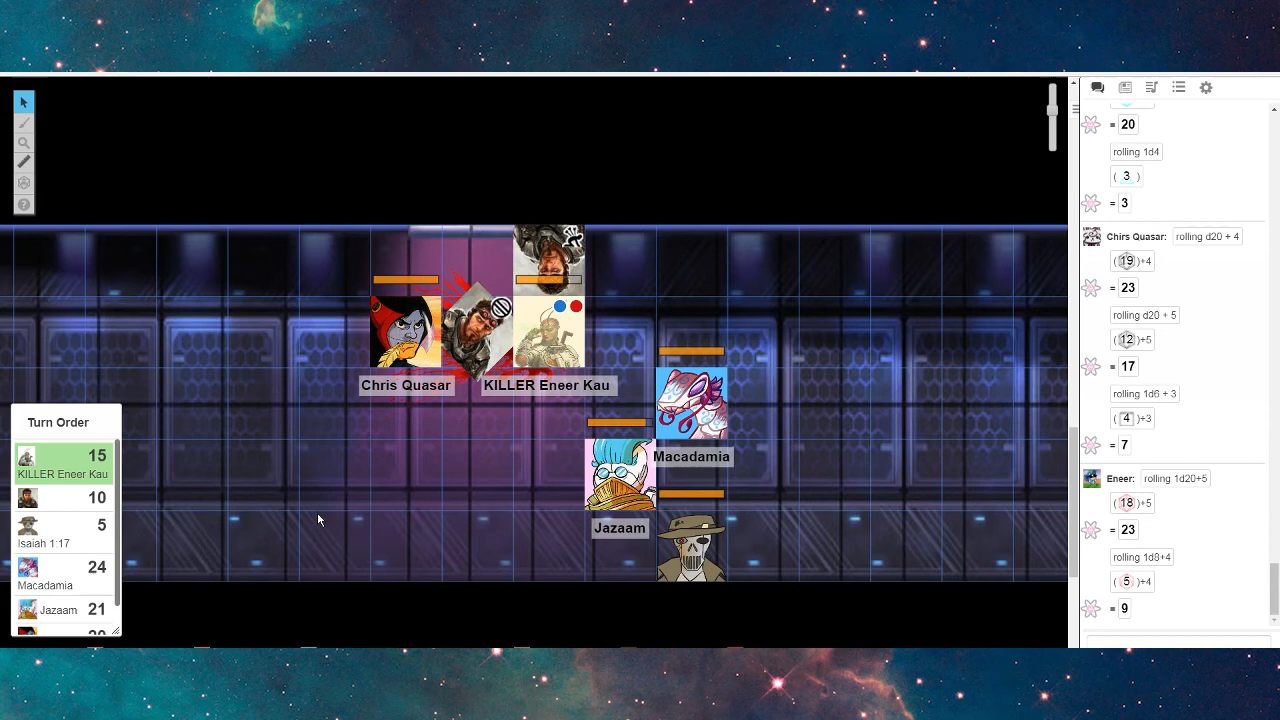 Chris Quasar
KILLER Eneer Kau
Macadamia
Jazaam
Turn Order
15
KILLER Eneer Kau
10
5
Isaiah 1:17
24
Macadamia
Jazaam 21
= 20
rolling 1d4
( 3 )
= 3
Chirs Quasar: rolling d20 + 4
(19)+4
= 23
rolling d20 + 5
(12)+5
= 17
rolling 1d6 + 3
(4)+3
= 7
Eneer: rolling 1d20+5
(18)+5
= 23
rolling 1d8+4
(5)+4
= 9